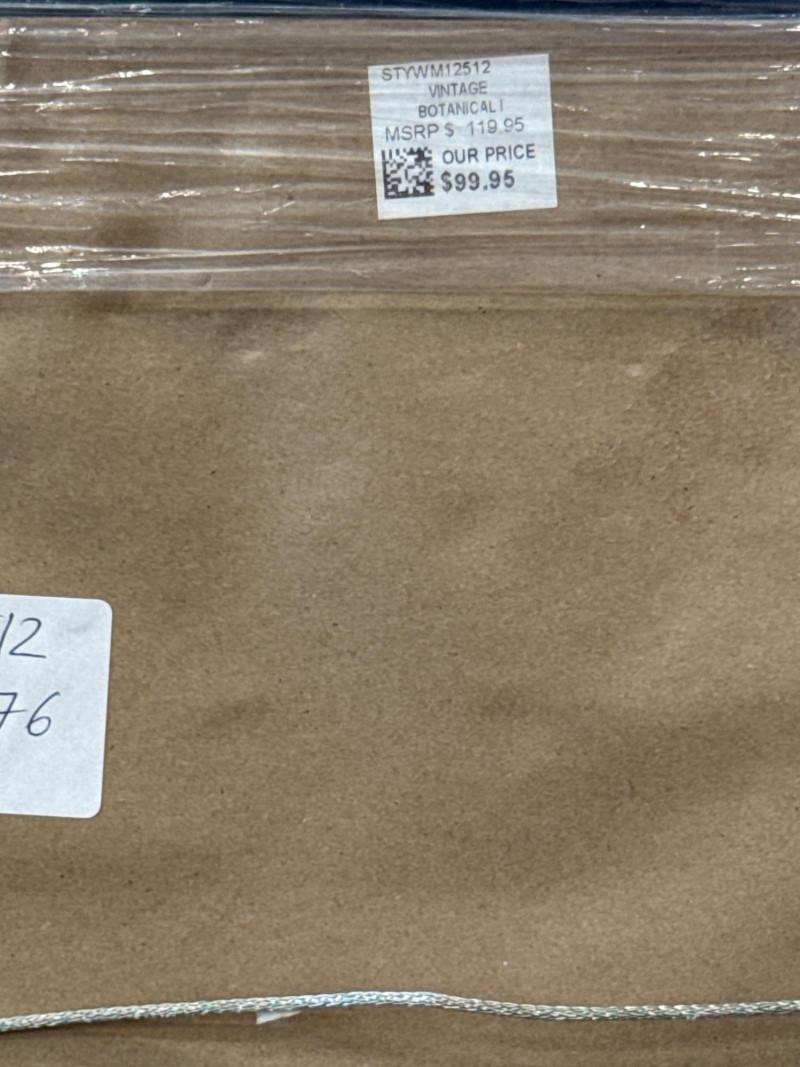 STYWM12512
VINTAGE
BOTANICAL I
MSRP $ 119.95
OUR PRICE
$99.95
12
76